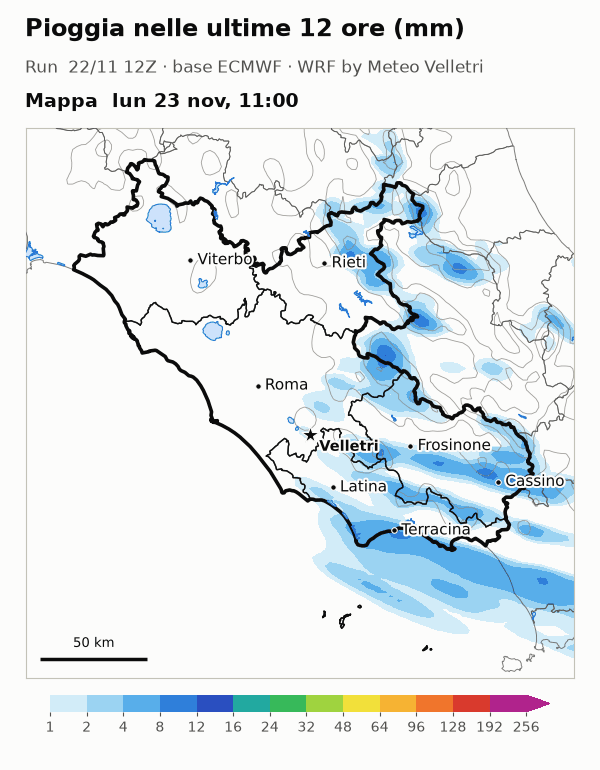 Pioggia nelle ultime 12 ore (mm)
Run  22/11 12Z · base ECMWF · WRF by Meteo Velletri
Mappa  lun 23 nov, 11:00
Viterbo
Rieti
Roma
Velletri
Frosinone
Cassino
Latina
Terracina
50 km
1 2 4 8 12 16 24 32 48 64 96 128 192 256